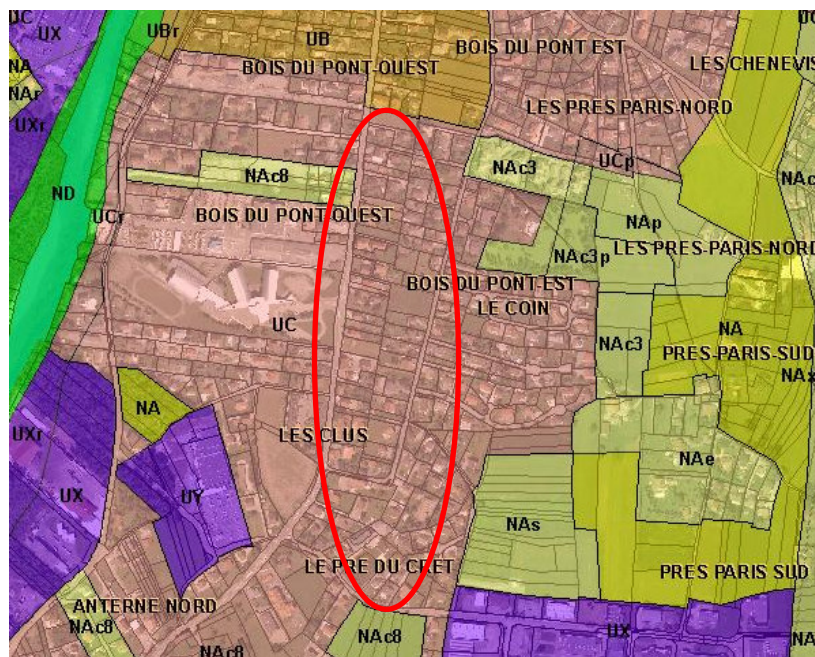 UC
UX
UBr
UB
BOIS DU PONT-OUEST
BOIS DU PONT EST
UC
LES CHENEVIS
NA
NAr
UXr
LES PRES PARIS-NORD
ND
NAc8
NAc3
UCp
NAc
UCr
BOIS DU PONT-OUEST
NAp
LES PRES-PARIS-NORD
NAc3p
BOIS DU PONT-EST
LE COIN
UC
NAc3
NA
PRES-PARIS-SUD
NA
LES CLUS
UXr
UX
UY
NAe
NAs
LE PRE DU CRET
PRES PARIS SUD
ANTERNE NORD
NAc8
NAc8
UX
NAc8
NA